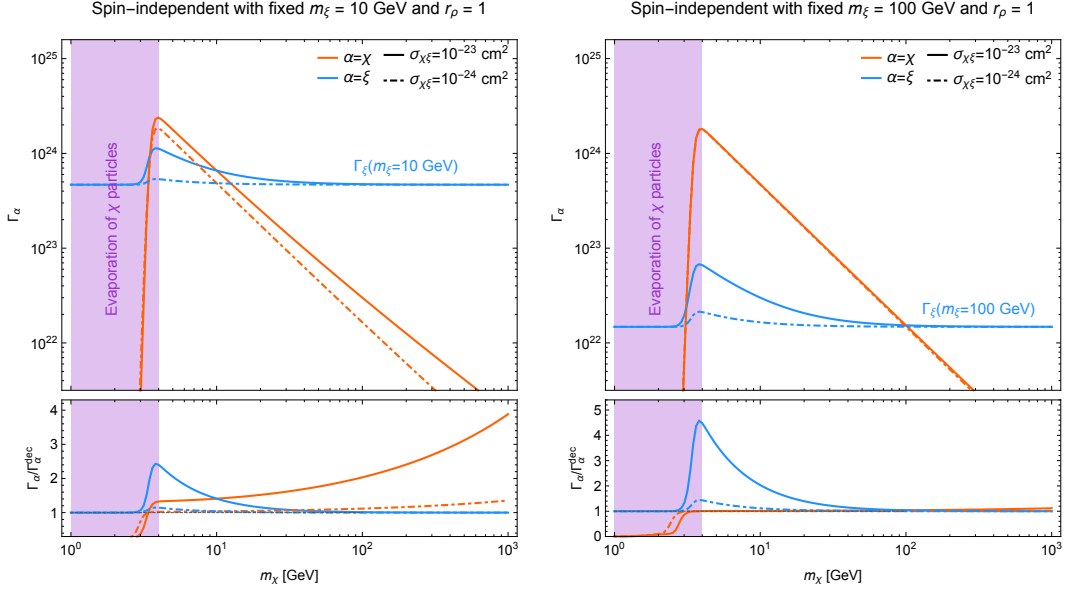 Spin-independent with fixed m_ξ = 10 GeV and r_ρ = 1
α=χ σ_χξ=10^-23 cm^2
α=ξ σ_χξ=10^-24 cm^2
10^25
10^24
10^23
10^22
Γ_α
Evaporation of χ particles
Γ_ξ(m_ξ=10 GeV)
4
3
2
1
Γ_α/Γ_α^dec
10^0 10^1 10^2 10^3
m_χ [GeV]
Spin-independent with fixed m_ξ = 100 GeV and r_ρ = 1
α=χ σ_χξ=10^-23 cm^2
α=ξ σ_χξ=10^-24 cm^2
10^25
10^24
10^23
10^22
Γ_α
Evaporation of χ particles
Γ_ξ(m_ξ=100 GeV)
5
4
3
2
1
0
Γ_α/Γ_α^dec
10^0 10^1 10^2 10^3
m_χ [GeV]